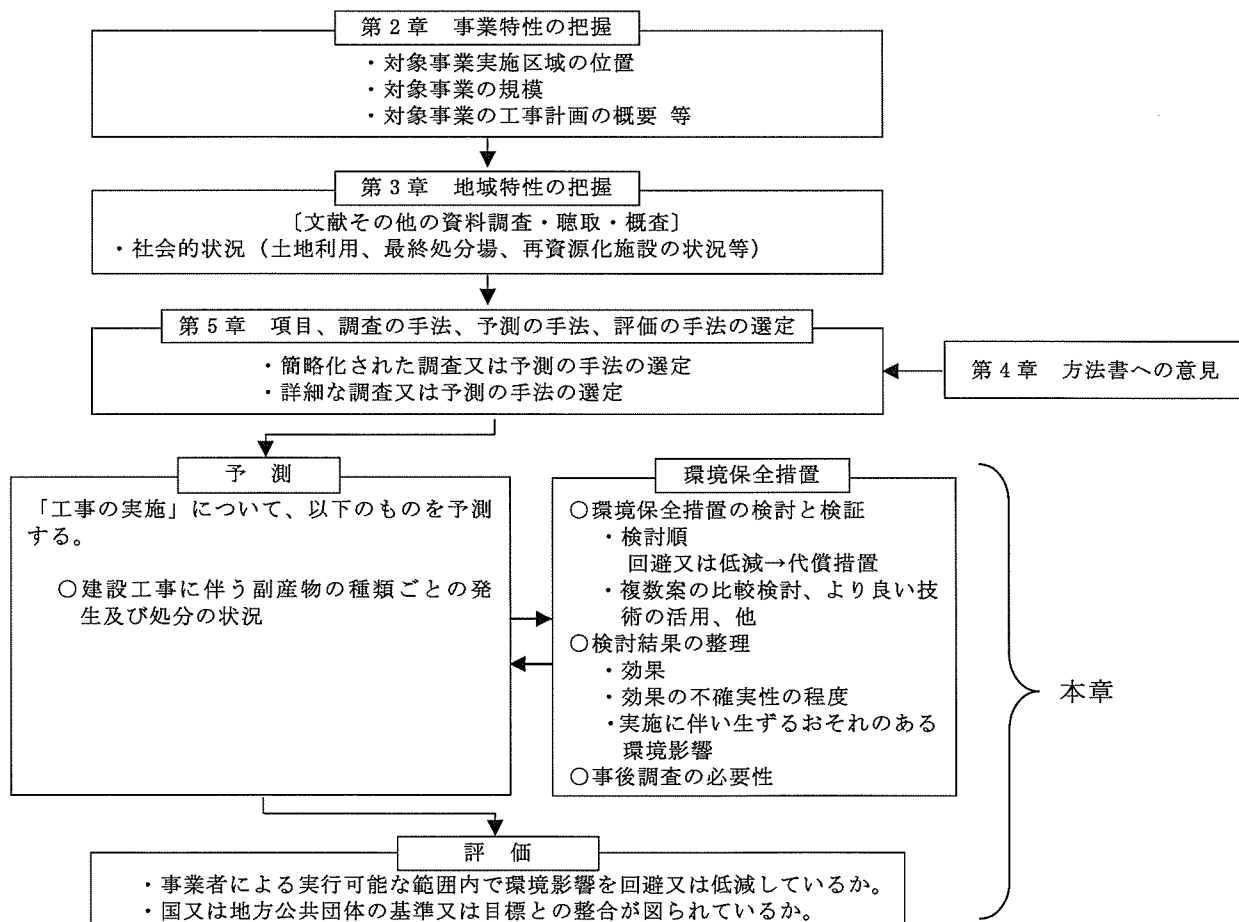 第2章　事業特性の把握
・対象事業実施区域の位置
・対象事業の規模
・対象事業の工事計画の概要 等
第3章　地域特性の把握
〔文献その他の資料調査・聴取・概査〕
・社会的状況（土地利用、最終処分場、再資源化施設の状況等）
第5章　項目、調査の手法、予測の手法、評価の手法の選定
・簡略化された調査又は予測の手法の選定
・詳細な調査又は予測の手法の選定
第4章　方法書への意見
予　測
「工事の実施」について、以下のものを予測
する。
○建設工事に伴う副産物の種類ごとの発
生及び処分の状況
環境保全措置
○環境保全措置の検討と検証
・検討順
回避又は低減→代償措置
・複数案の比較検討、より良い技
術の活用、他
○検討結果の整理
・効果
・効果の不確実性の程度
・実施に伴い生ずるおそれのある
環境影響
○事後調査の必要性
本章
評　価
・事業者による実行可能な範囲内で環境影響を回避又は低減しているか。
・国又は地方公共団体の基準又は目標との整合が図られているか。